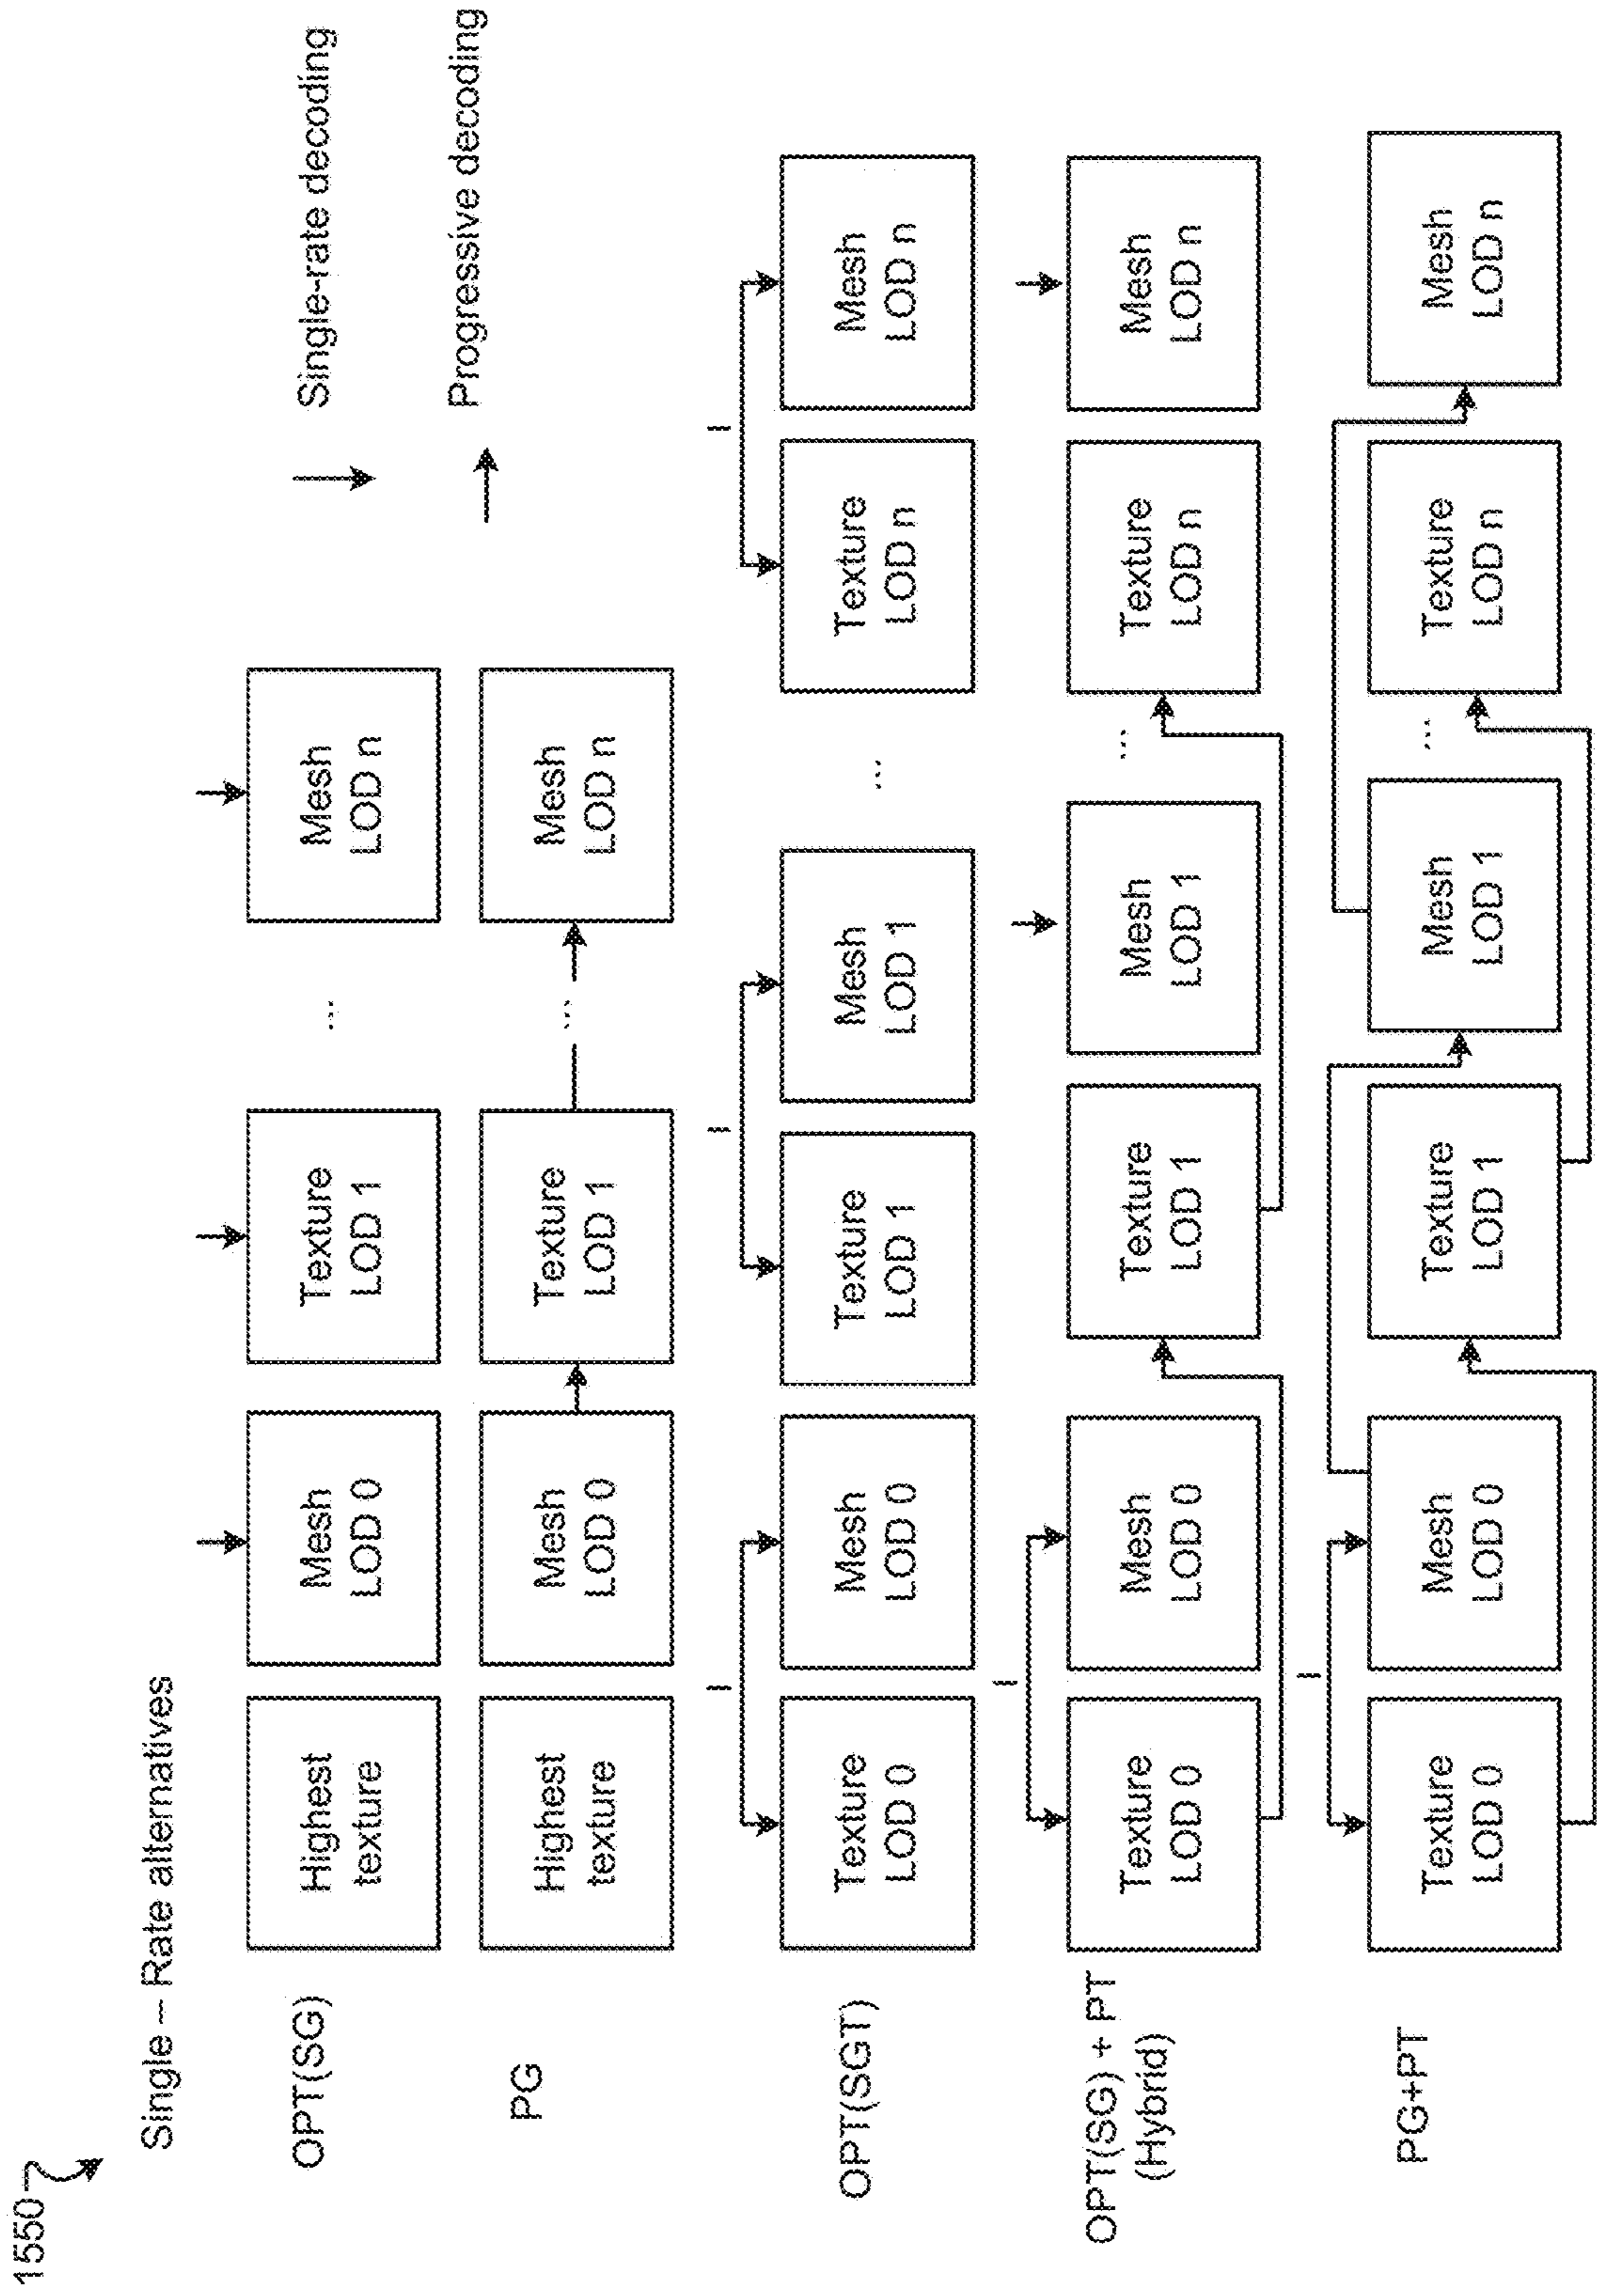 1550
Single – Rate alternatives
Single-rate decoding
Progressive decoding
OPT(SG)
Highest
texture
Mesh
LOD 0
Texture
LOD 1
...
Mesh
LOD n
PG
Highest
texture
Mesh
LOD 0
Texture
LOD 1
...
Mesh
LOD n
OPT(SGT)
Texture
LOD 0
Mesh
LOD 0
Texture
LOD 1
Mesh
LOD 1
...
Texture
LOD n
Mesh
LOD n
OPT(SG) + PT
(Hybrid)
Texture
LOD 0
Mesh
LOD 0
Texture
LOD 1
Mesh
LOD 1
...
Texture
LOD n
Mesh
LOD n
PG+PT
Texture
LOD 0
Mesh
LOD 0
Texture
LOD 1
Mesh
LOD 1
...
Texture
LOD n
Mesh
LOD n